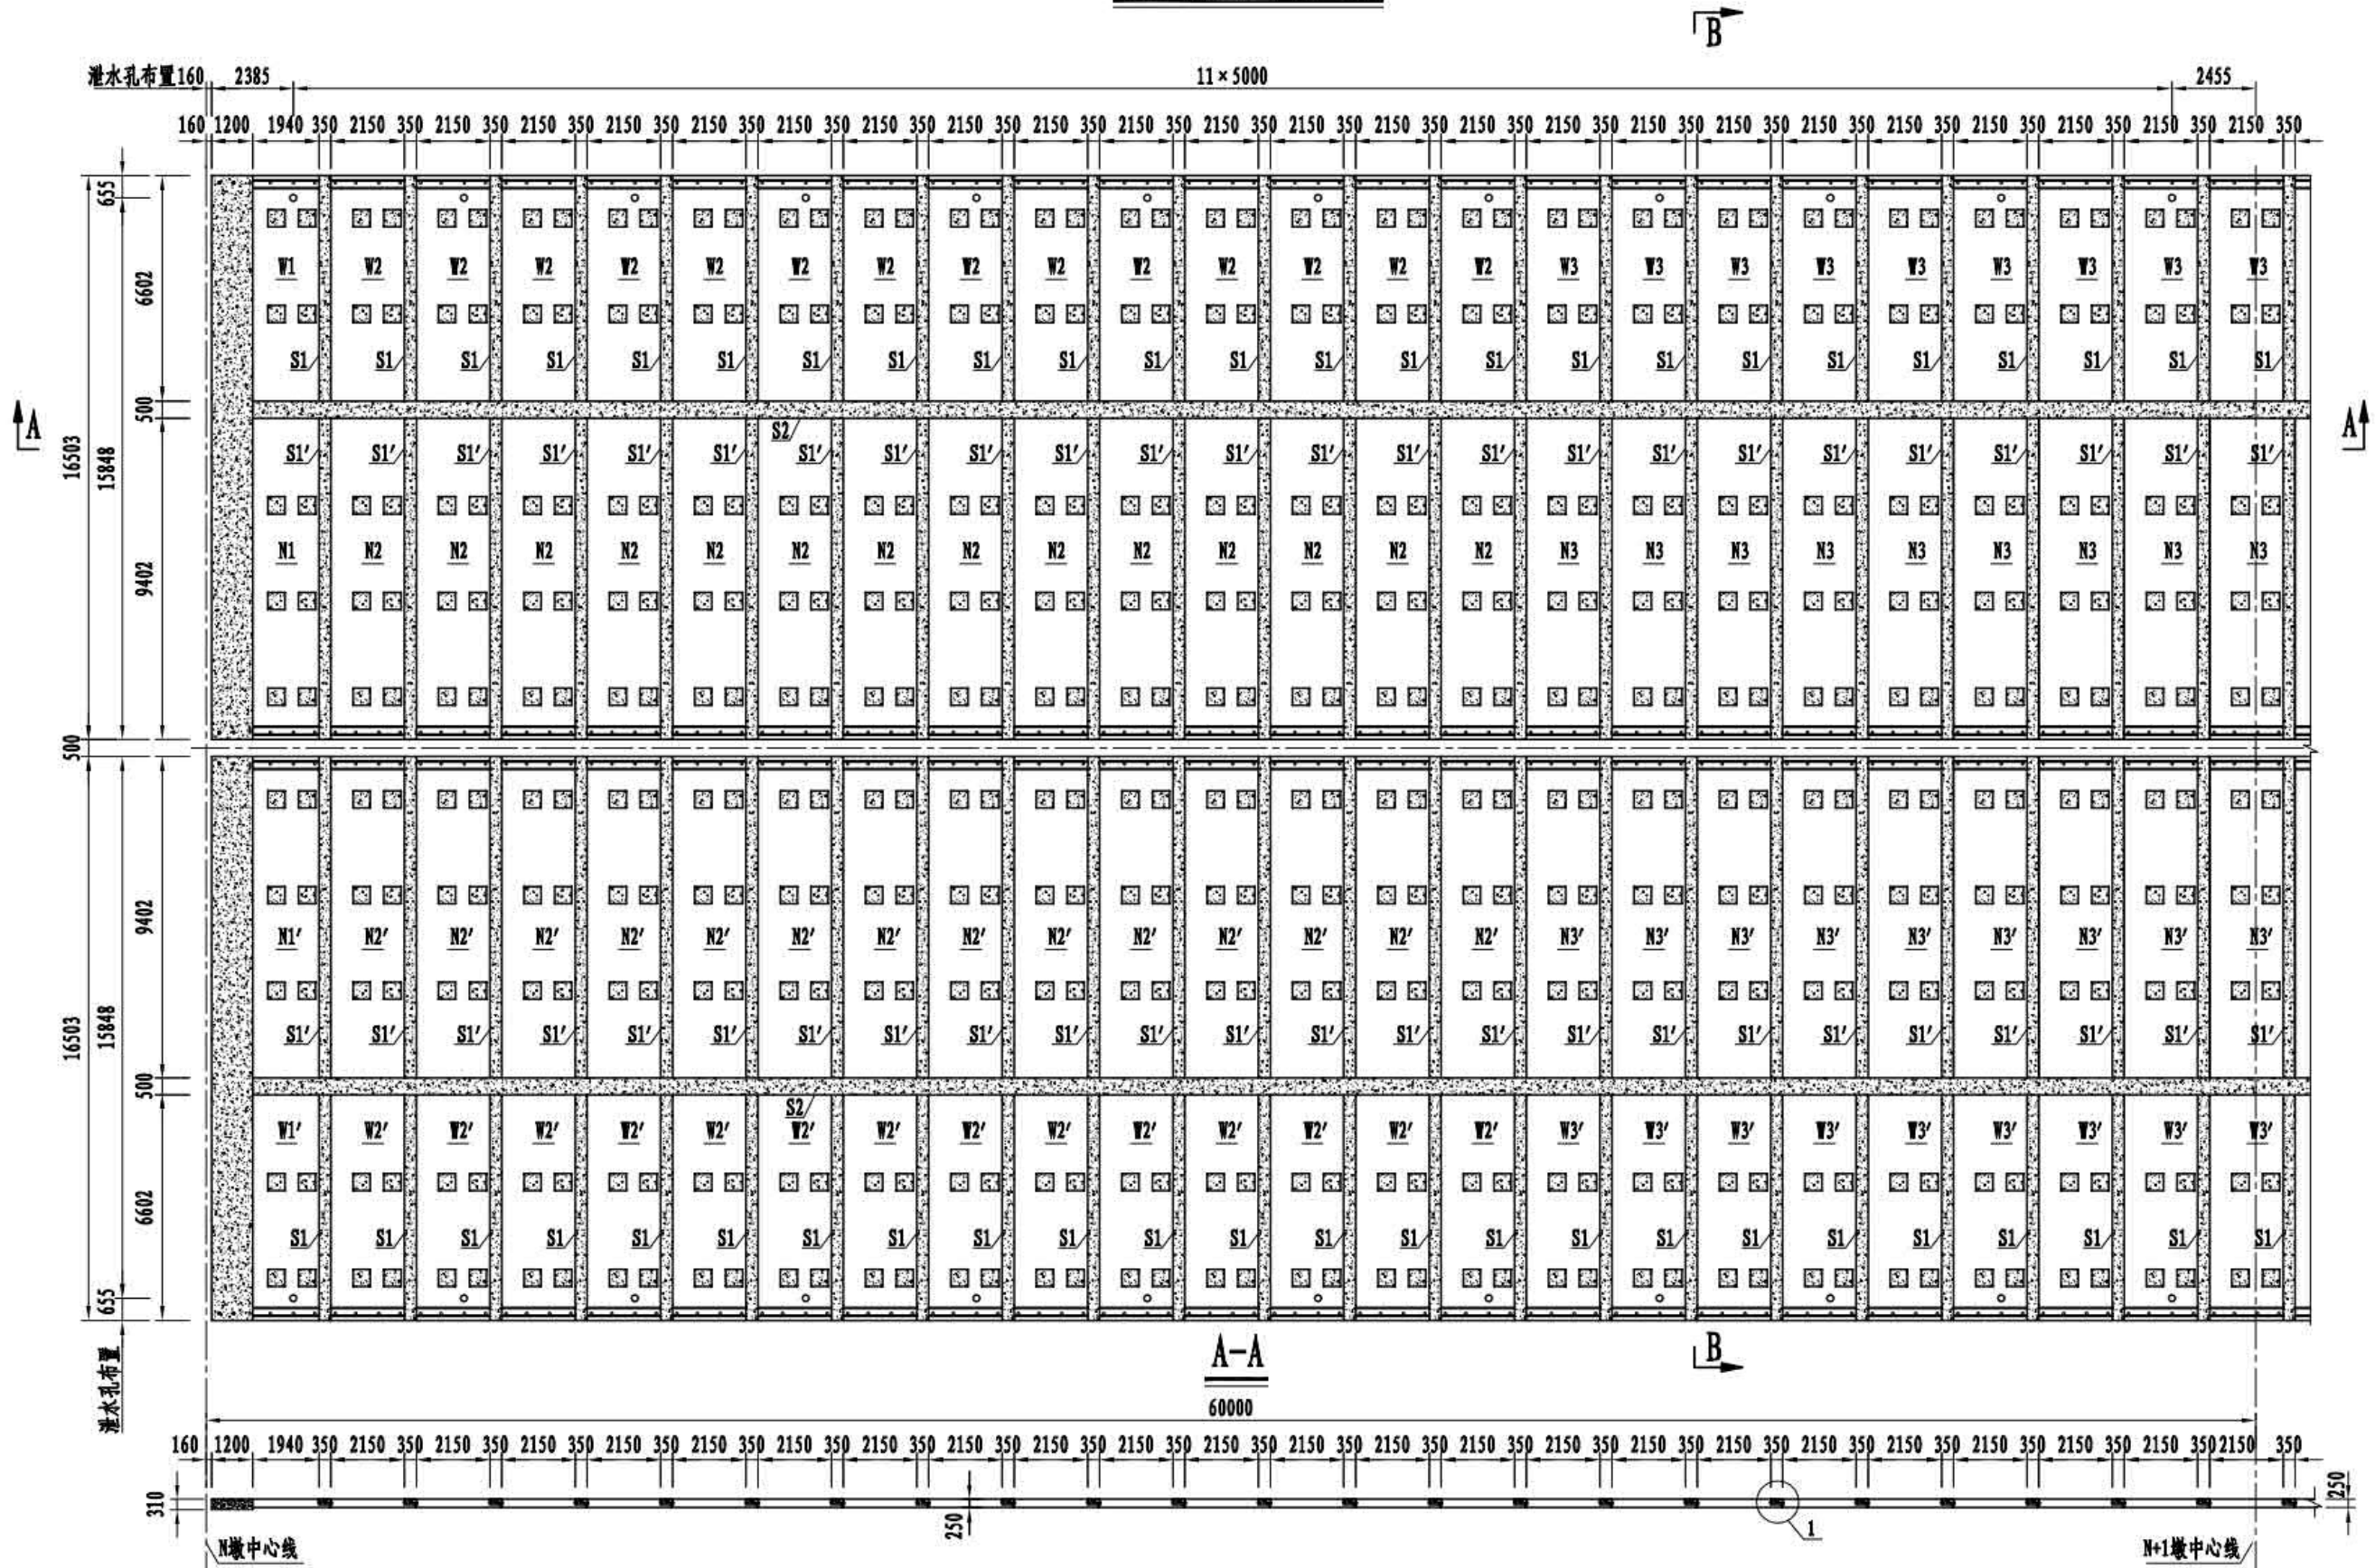 B
泄水孔布置160 2385 11×5000 2455
160 1200 1940 350 2150 350 2150 350 2150 350 2150 350 2150 350 2150 350 2150 350 2150 350 2150 350 2150 350 2150 350 2150 350 2150 350 2150 350 2150 350 2150 350 2150 350 2150 350 2150 350 2150 350 2150 350 2150 350 2150 350
655
W1 W2 W2 W2 W2 W2 W2 W2 W2 W2 W2 W2 W2 W2 W2 W3 W3 W3 W3 W3 W3 W3 W3 W3
6602
S1 S1 S1 S1 S1 S1 S1 S1 S1 S1 S1 S1 S1 S1 S1 S1 S1 S1 S1 S1 S1 S1 S1 S1
500
A A
S2
16503 15848
S1' S1' S1' S1' S1' S1' S1' S1' S1' S1' S1' S1' S1' S1' S1' S1' S1' S1' S1' S1' S1' S1' S1' S1'
N1 N2 N2 N2 N2 N2 N2 N2 N2 N2 N2 N2 N2 N2 N2 N3 N3 N3 N3 N3 N3 N3 N3 N3
9402
500
9402
N1' N2' N2' N2' N2' N2' N2' N2' N2' N2' N2' N2' N2' N2' N2' N3' N3' N3' N3' N3' N3' N3' N3' N3'
16503 15848
S1' S1' S1' S1' S1' S1' S1' S1' S1' S1' S1' S1' S1' S1' S1' S1' S1' S1' S1' S1' S1' S1' S1' S1'
500
S2
W1' W2' W2' W2' W2' W2' W2' W2' W2' W2' W2' W2' W2' W2' W2' W3' W3' W3' W3' W3' W3' W3' W3' W3'
6602
S1 S1 S1 S1 S1 S1 S1 S1 S1 S1 S1 S1 S1 S1 S1 S1 S1 S1 S1 S1 S1 S1 S1 S1
655
泄水孔布置
A-A
B
60000
160 1200 1940 350 2150 350 2150 350 2150 350 2150 350 2150 350 2150 350 2150 350 2150 350 2150 350 2150 350 2150 350 2150 350 2150 350 2150 350 2150 350 2150 350 2150 350 2150 350 2150 350 2150 350 2150 350 2150 350 2150 350
310
250
1
250
N墩中心线
N+1墩中心线